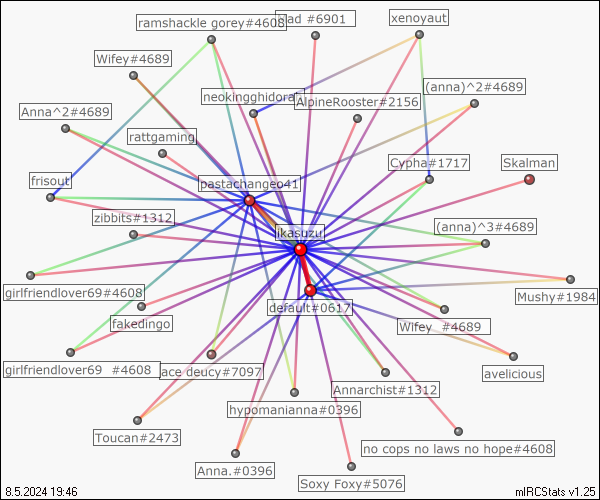 ramshackle gorey#4608
glad #6901
xenoyaut
Wifey#4689
neokingghidora
AlpineRooster#2156
(anna)^2#4689
Anna^2#4689
rattgaming
Cypha#1717
Skalman
frisout
pastachangeo41
zibbits#1312
ikasuzu
(anna)^3#4689
girlfriendlover69#4608
Mushy#1984
default#0617
fakedingo
Wifey_#4689
girlfriendlover69_#4608
ace deucy#7097
avelicious
Annarchist#1312
hypomanianna#0396
Toucan#2473
no cops no laws no hope#4608
Anna.#0396
Soxy Foxy#5076
8.5.2024 19:46
mIRCStats v1.25